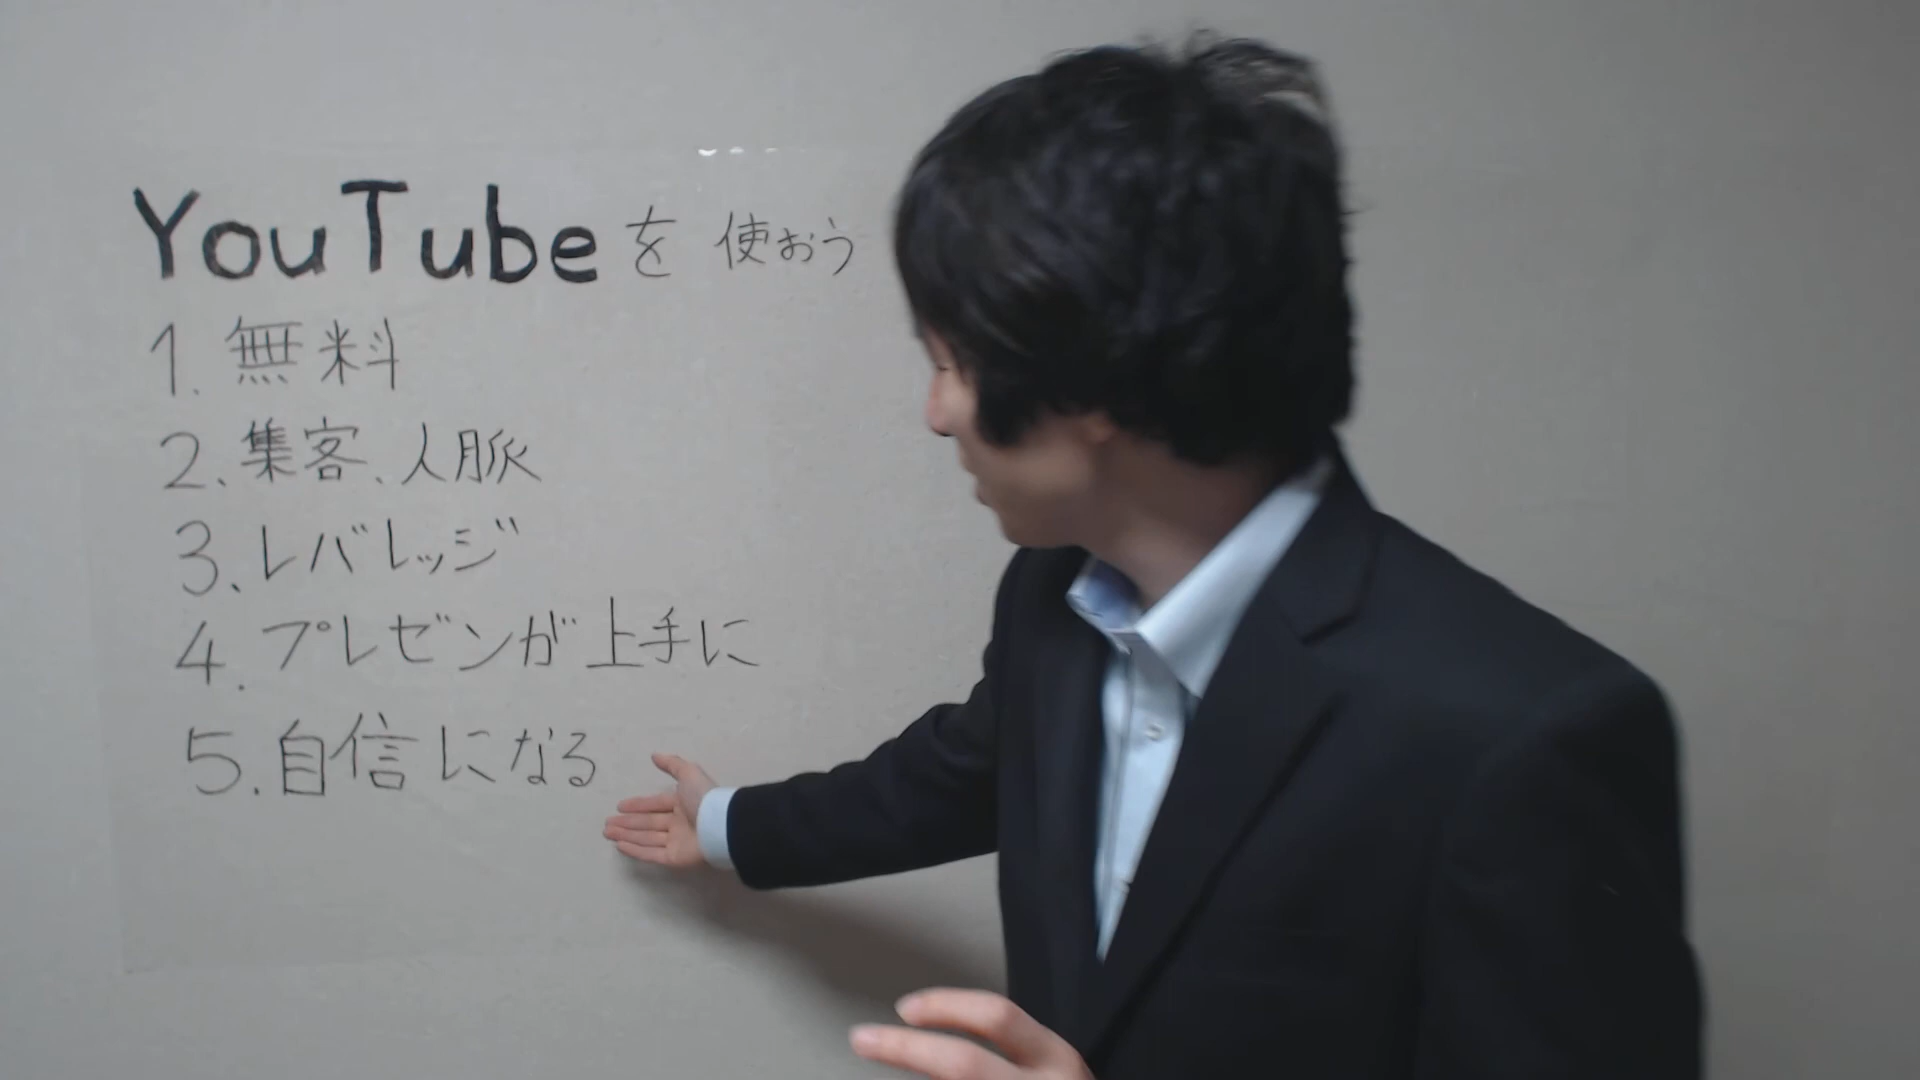 YouTubeを使おう
1. 無料
2、集客、人脈
3、レバレッジ
4. プレゼンが上手に
5. 自信になる